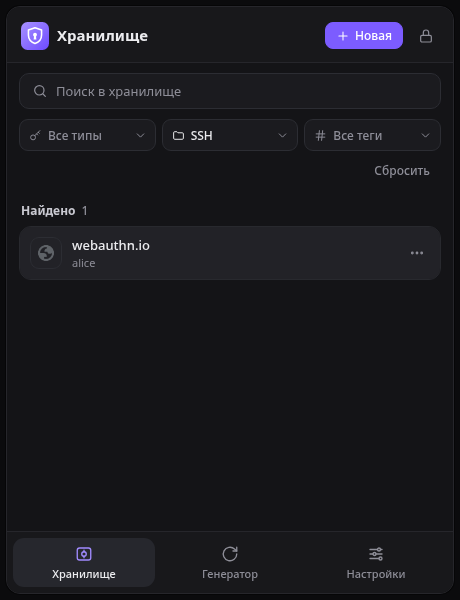 Хранилище
Новая
Поиск в хранилище
Все типы
SSH
Все теги
Сбросить
Найдено 1
webauthn.io
alice
Хранилище
Генератор
Настройки